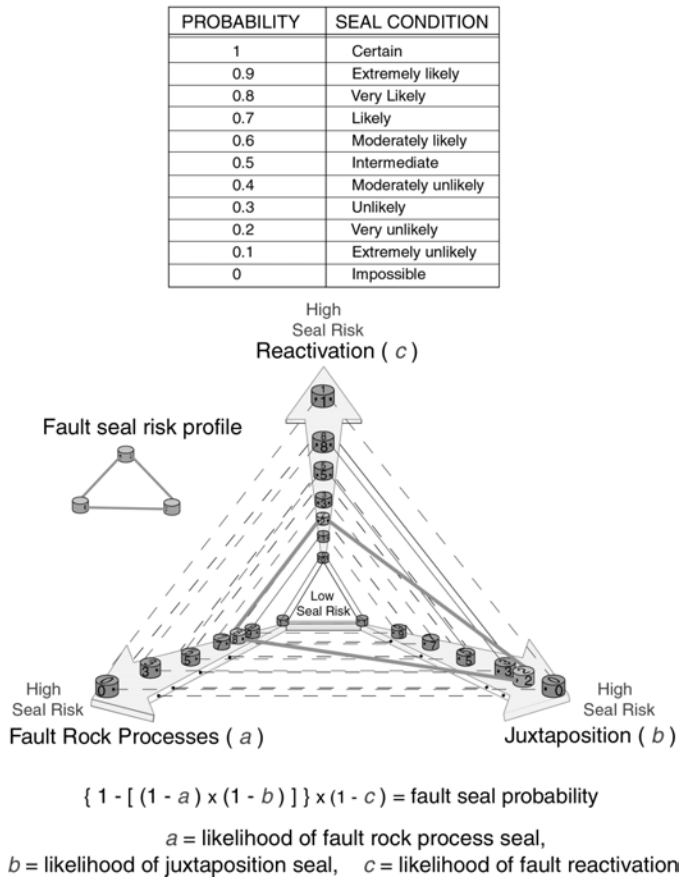 PROBABILITY SEAL CONDITION
1 Certain
0.9 Extremely likely
0.8 Very Likely
0.7 Likely
0.6 Moderately likely
0.5 Intermediate
0.4 Moderately unlikely
0.3 Unlikely
0.2 Very unlikely
0.1 Extremely unlikely
0 Impossible
High
Seal Risk
Reactivation ( c )
Fault seal risk profile
Low
Seal Risk
High
Seal Risk
Fault Rock Processes ( a )
High
Seal Risk
Juxtaposition ( b )
{ 1 - [ (1 - a ) x (1 - b ) ] } x (1 - c ) = fault seal probability
a = likelihood of fault rock process seal,
b = likelihood of juxtaposition seal, c = likelihood of fault reactivation